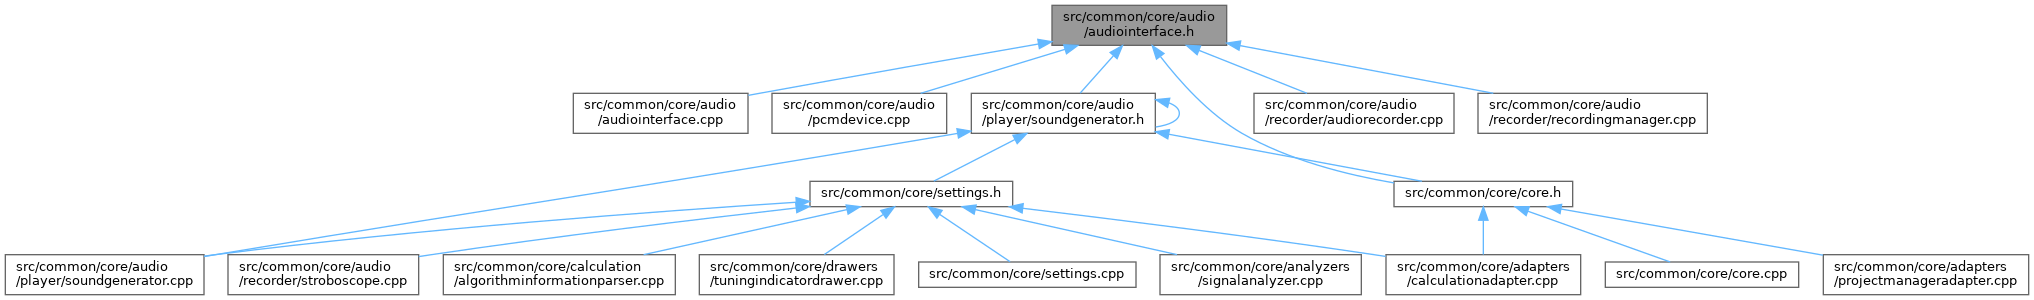 src/common/core/audio
/audiointerface.h
src/common/core/audio
/audiointerface.cpp
src/common/core/audio
/pcmdevice.cpp
src/common/core/audio
/player/soundgenerator.h
src/common/core/audio
/recorder/audiorecorder.cpp
src/common/core/audio
/recorder/recordingmanager.cpp
src/common/core/settings.h
src/common/core/core.h
src/common/core/audio
/player/soundgenerator.cpp
src/common/core/audio
/recorder/stroboscope.cpp
src/common/core/calculation
/algorithminformationparser.cpp
src/common/core/drawers
/tuningindicatordrawer.cpp
src/common/core/settings.cpp
src/common/core/analyzers
/signalanalyzer.cpp
src/common/core/adapters
/calculationadapter.cpp
src/common/core/core.cpp
src/common/core/adapters
/projectmanageradapter.cpp